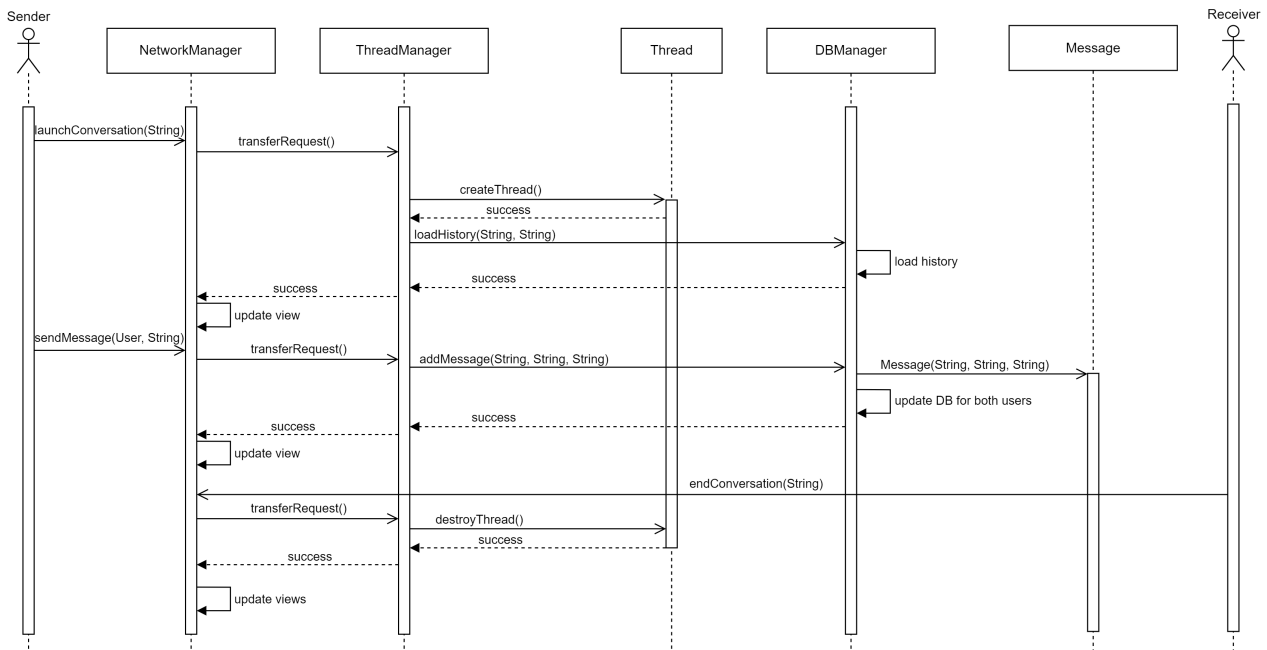 Sender
Receiver
NetworkManager
ThreadManager
Thread
DBManager
Message
launchConversation(String)
transferRequest()
createThread()
success
loadHistory(String, String)
load history
success
success
update view
sendMessage(User, String)
transferRequest()
addMessage(String, String, String)
Message(String, String, String)
update DB for both users
success
success
update view
endConversation(String)
transferRequest()
destroyThread()
success
success
update views